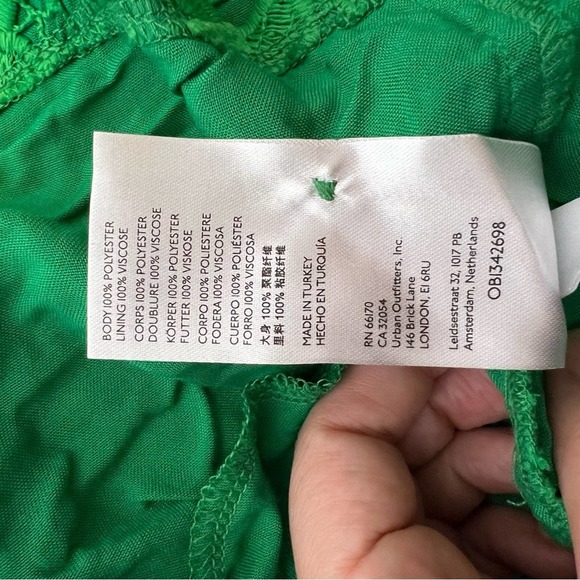 BODY 100% POLYESTER
LINING 100% VISCOSE
CORPS 100% POLYESTER
DOUBLURE 100% VISCOSE
KÖRPER 100% POLYESTER
FUTTER 100% VISKOSE
CORPO 100% POLIESTERE
FODERA 100% VISCOSA
CUERPO 100% POLIÉSTER
FORRO 100% VISCOSA
大身 100% 聚酯纤维
里料 100% 粘胶纤维
MADE IN TURKEY
HECHO EN TURQUÍA
RN 66170
CA 32054
Urban Outfitters, Inc.
146 Brick Lane
LONDON, E1 6RU
Leidsestraat 32, 1017 PB
Amsterdam, Netherlands
OB1342698